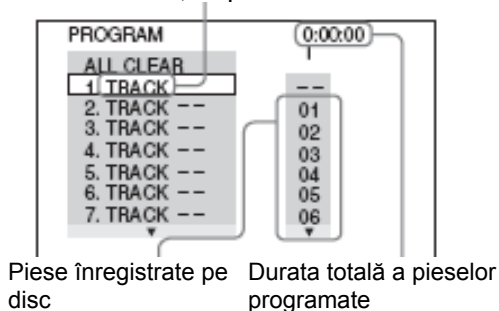 PROGRAM 0:00:00
ALL CLEAR
1. TRACK – –
2. TRACK – – 01
3. TRACK – – 02
4. TRACK – – 03
5. TRACK – – 04
6. TRACK – – 05
7. TRACK – – 06
Piese înregistrate pe disc
Durata totală a pieselor programate